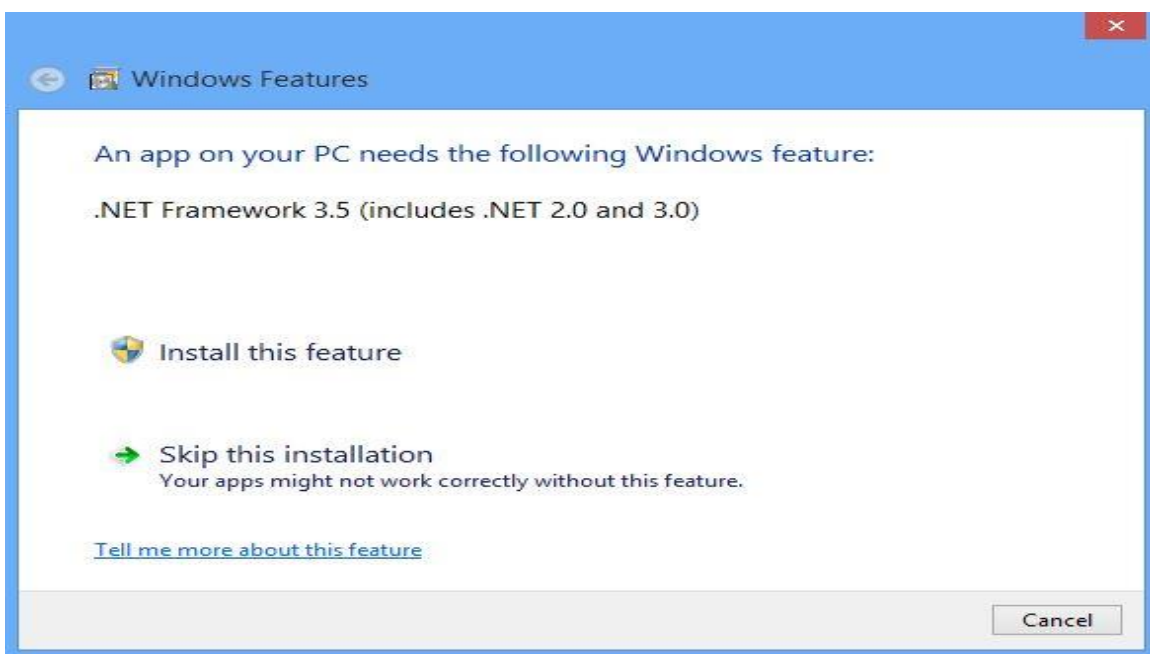 Windows Features
An app on your PC needs the following Windows feature:
.NET Framework 3.5 (includes .NET 2.0 and 3.0)
Install this feature
Skip this installation
Your apps might not work correctly without this feature.
Tell me more about this feature
Cancel